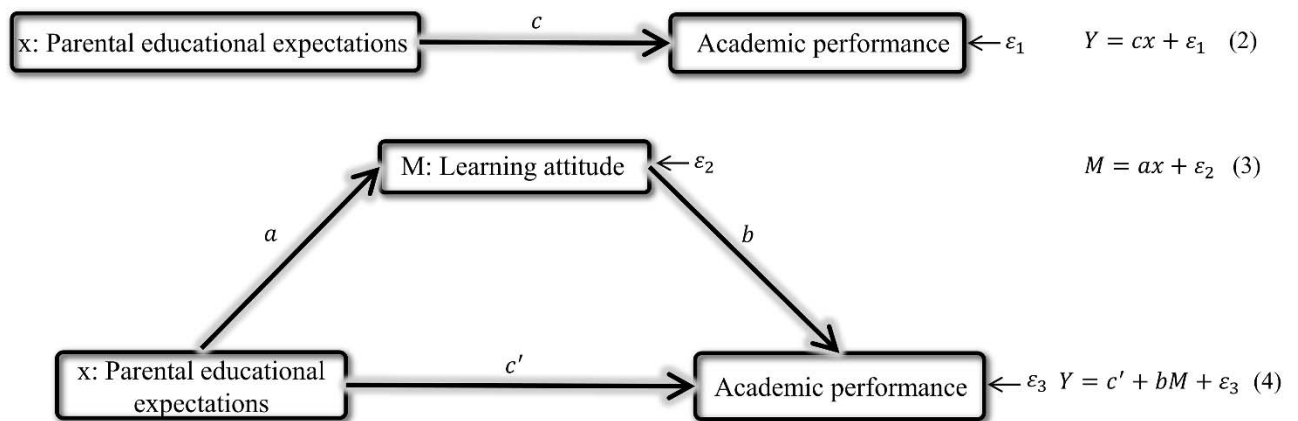 c
x: Parental educational expectations
Academic performance
ε₁
Y = cx + ε₁ (2)
M: Learning attitude
ε₂
M = ax + ε₂ (3)
a
b
x: Parental educational
expectations
c′
Academic performance
ε₃
Y = c′ + bM + ε₃ (4)